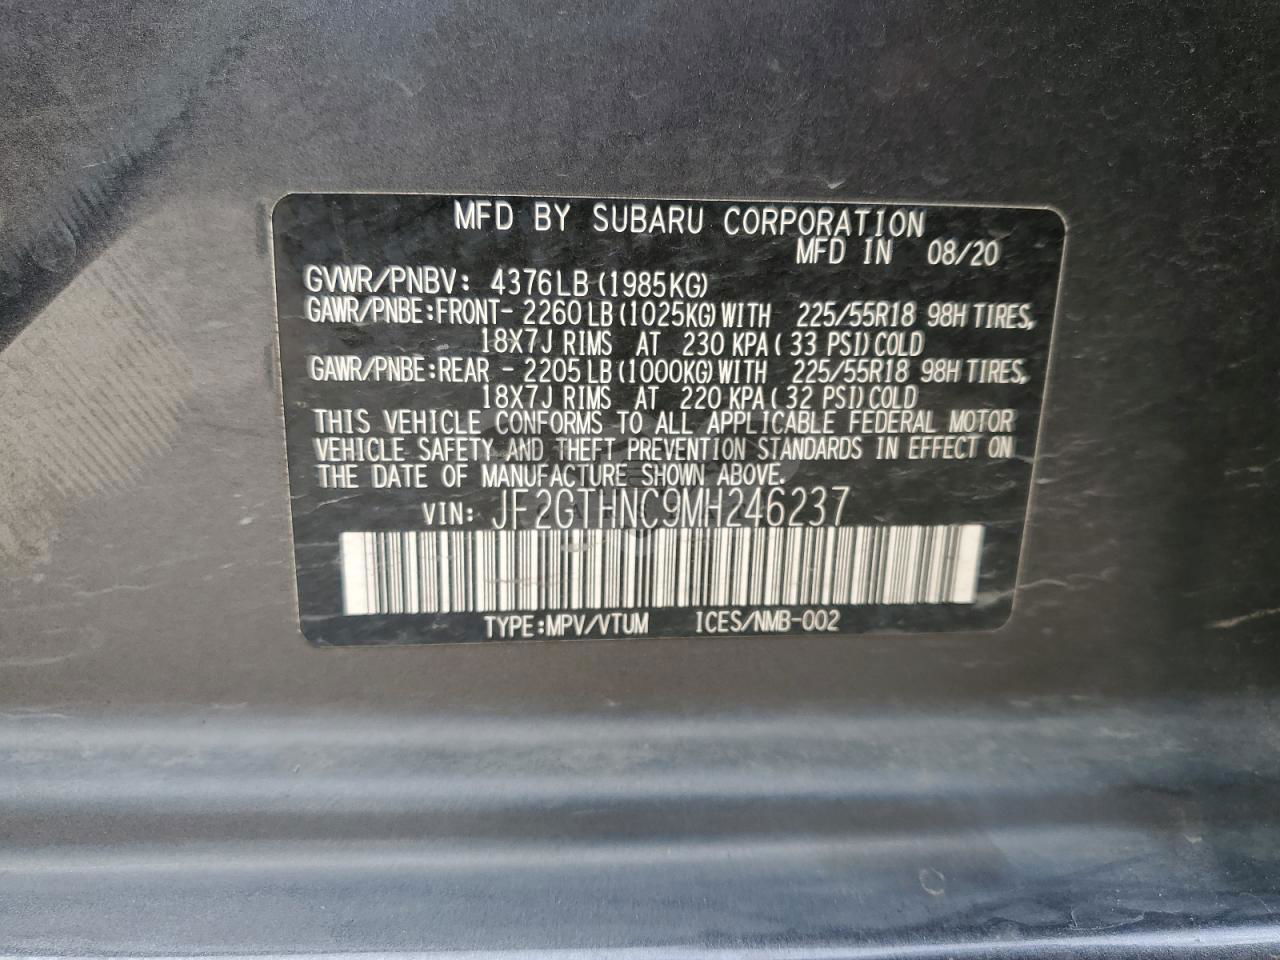 MFD BY SUBARU CORPORATION
MFD IN 08/20
GVWR/PNBV: 4376LB (1985KG)
GAWR/PNBE:FRONT- 2260 LB (1025KG) WITH 225/55R18 98H TIRES,
18X7J RIMS AT 230 KPA ( 33 PSI) COLD
GAWR/PNBE:REAR - 2205 LB (1000KG) WITH 225/55R18 98H TIRES,
18X7J RIMS AT 220 KPA ( 32 PSI) COLD
THIS VEHICLE CONFORMS TO ALL APPLICABLE FEDERAL MOTOR
VEHICLE SAFETY AND THEFT PREVENTION STANDARDS IN EFFECT ON
THE DATE OF MANUFACTURE SHOWN ABOVE.
VIN: JF2GTHNC9MH246237
TYPE:MPV/VTUM ICES/NMB-002